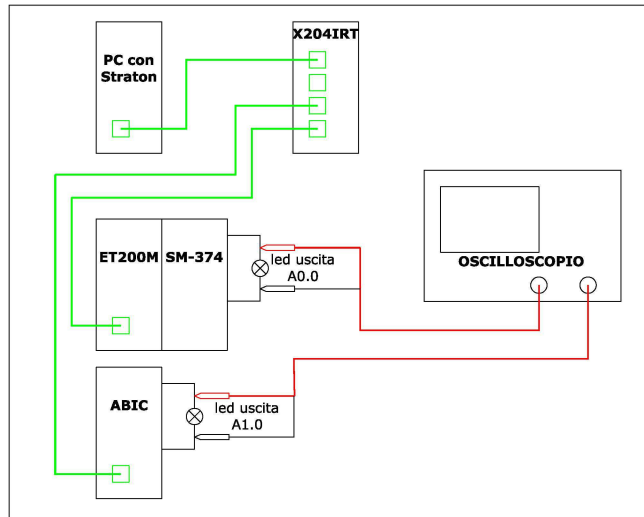 X204IRT
PC con
Straton
ET200M
SM-374
led uscita
A0.0
OSCILLOSCOPIO
ABIC
led uscita
A1.0